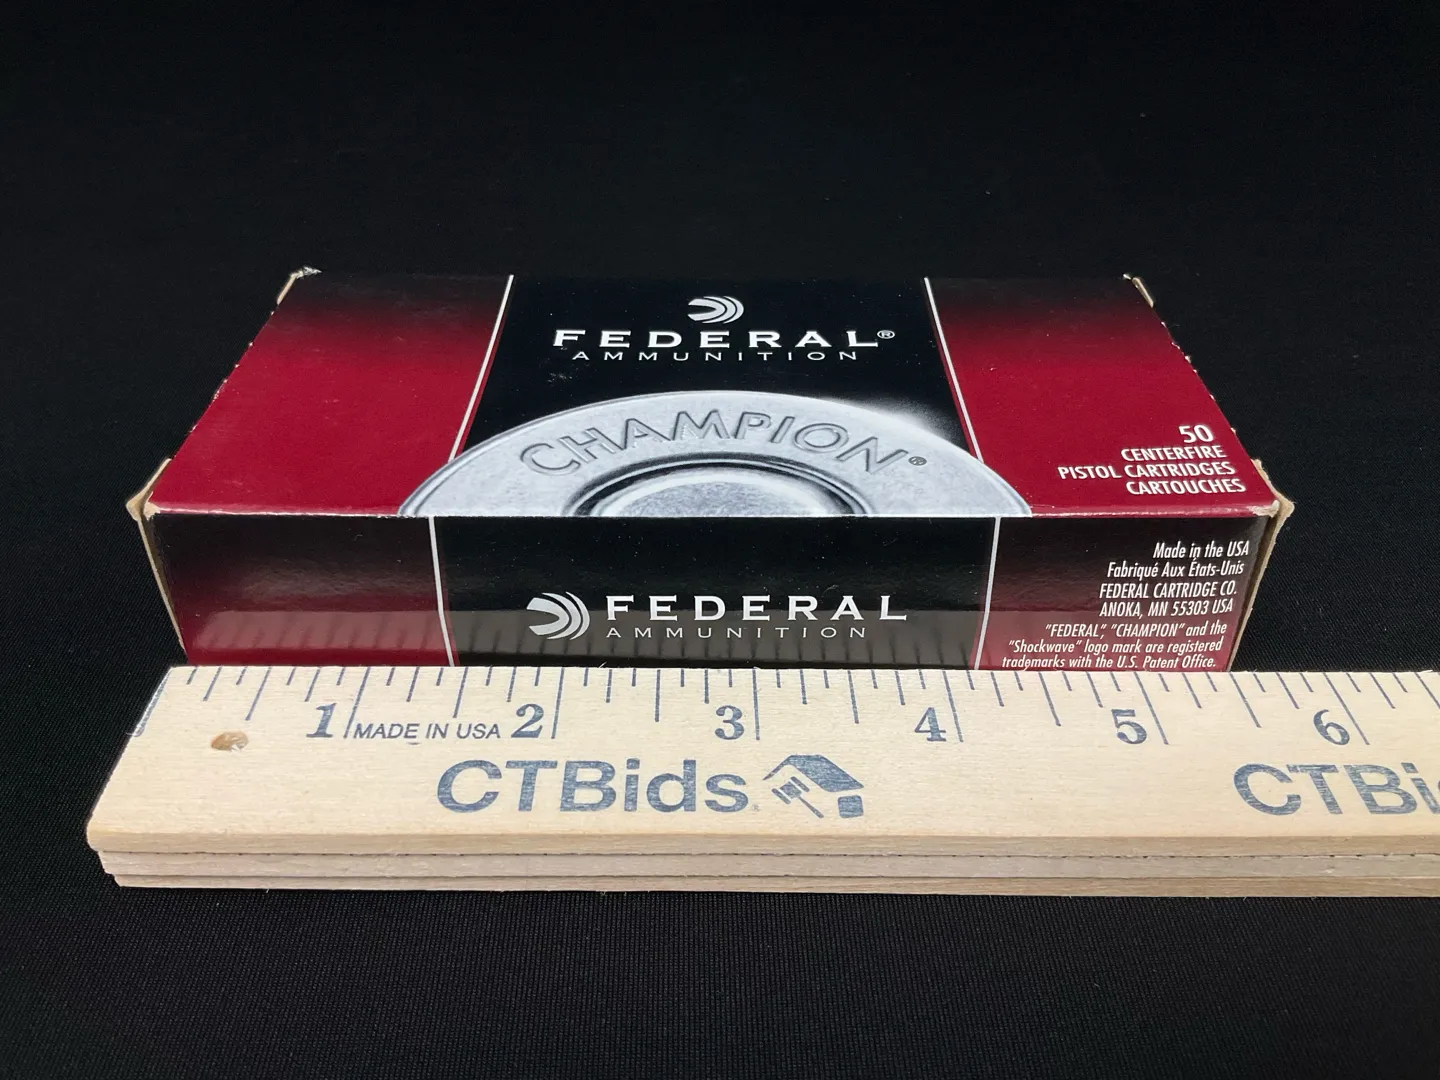 FEDERAL®
AMMUNITION
CHAMPION®
50
CENTERFIRE
PISTOL CARTRIDGES
CARTOUCHES
FEDERAL
AMMUNITION
Made in the USA
Fabriqué Aux États-Unis
FEDERAL CARTRIDGE CO.
ANOKA, MN 55303 USA
"FEDERAL", "CHAMPION" and the
"Shockwave" logo mark are registered
trademarks with the U.S. Patent Office.
1 MADE IN USA 2 3 4 5 6
CTBids CTBi